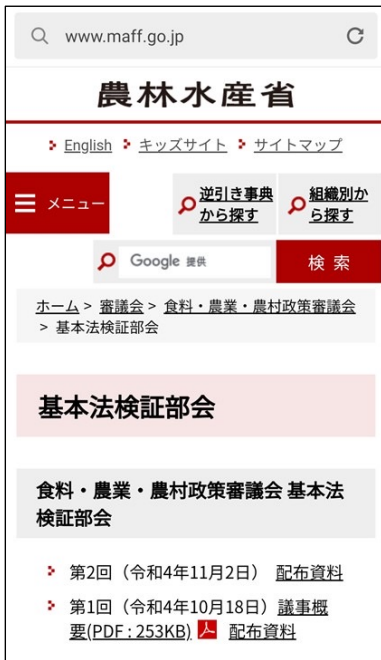 www.maff.go.jp
農林水産省
English キッズサイト サイトマップ
メニュー
逆引き事典
から探す
組織別か
ら探す
Google 提供
検 索
ホーム > 審議会 > 食料・農業・農村政策審議会
> 基本法検証部会
基本法検証部会
食料・農業・農村政策審議会 基本法
検証部会
第2回（令和4年11月2日） 配布資料
第1回（令和4年10月18日）議事概
要(PDF : 253KB) 配布資料